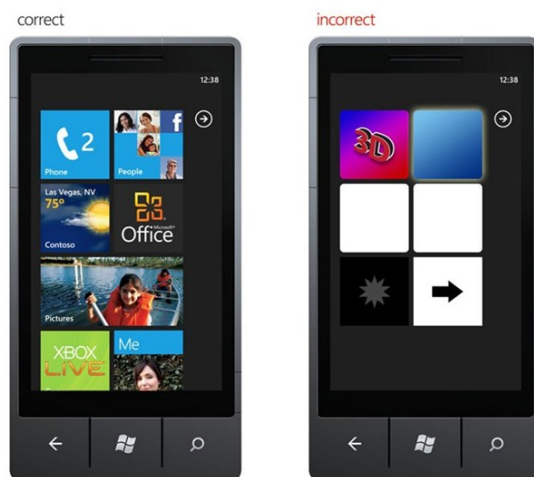 correct
12:38
2
Phone
f
People
Las Vegas, NV
75°
Contoso
Microsoft®
Office
Pictures
XBOX
LIVE
Me
incorrect
12:38
3D